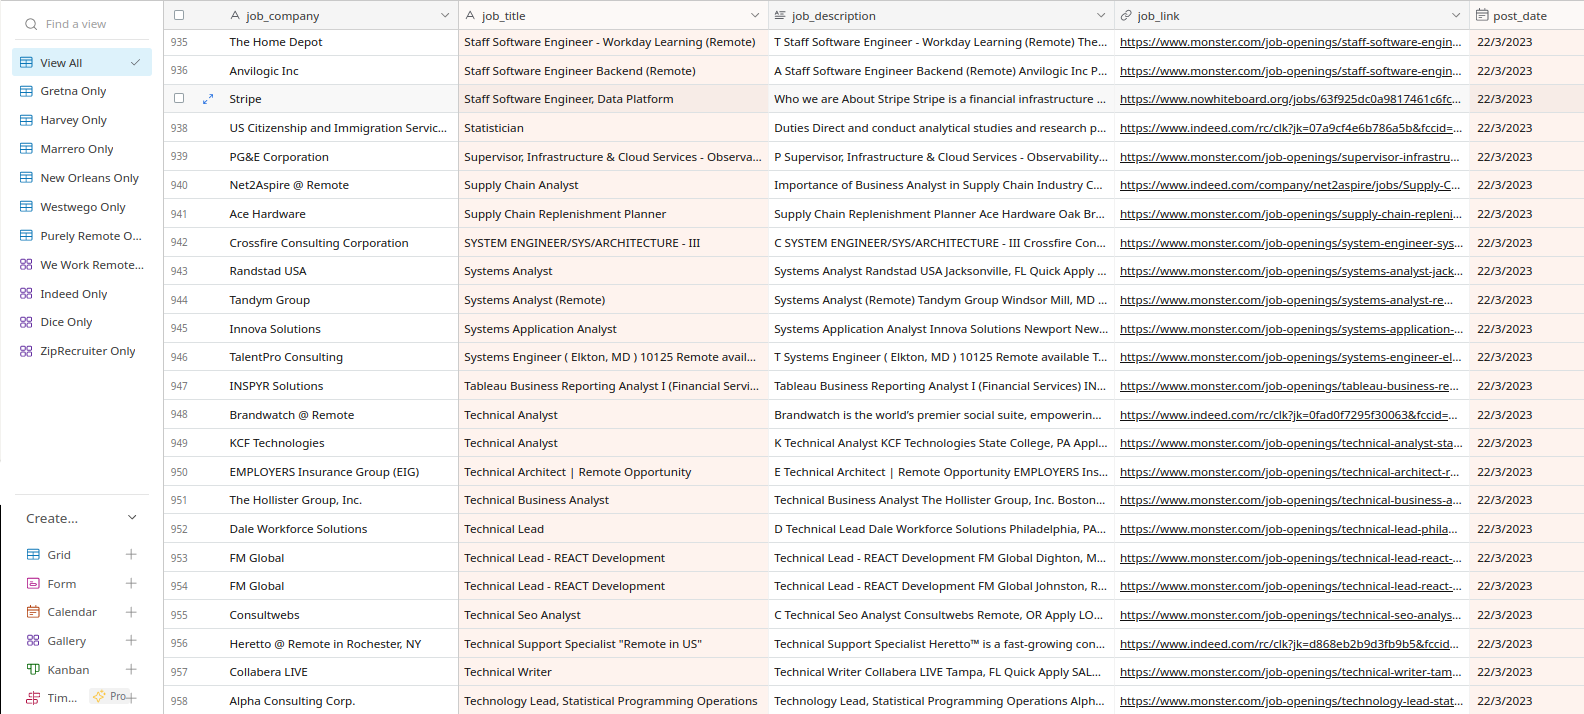 Find a view
View All
Gretna Only
Harvey Only
Marrero Only
New Orleans Only
Westwego Only
Purely Remote O...
We Work Remote...
Indeed Only
Dice Only
ZipRecruiter Only
Create...
Grid
Form
Calendar
Gallery
Kanban
Tim... Pro
job_company job_title job_description job_link post_date
935 The Home Depot Staff Software Engineer - Workday Learning (Remote) T Staff Software Engineer - Workday Learning (Remote) The... https://www.monster.com/job-openings/staff-software-engin... 22/3/2023
936 Anvilogic Inc Staff Software Engineer Backend (Remote) A Staff Software Engineer Backend (Remote) Anvilogic Inc P... https://www.monster.com/job-openings/staff-software-engin... 22/3/2023
Stripe Staff Software Engineer, Data Platform Who we are About Stripe Stripe is a financial infrastructure ... https://www.nowhiteboard.org/jobs/63f925dc0a9817461c6fc... 22/3/2023
938 US Citizenship and Immigration Servic... Statistician Duties Direct and conduct analytical studies and research p... https://www.indeed.com/rc/clk?jk=07a9cf4e6b786a5b&fccid=... 22/3/2023
939 PG&E Corporation Supervisor, Infrastructure & Cloud Services - Observa... P Supervisor, Infrastructure & Cloud Services - Observability... https://www.monster.com/job-openings/supervisor-infrastru... 22/3/2023
940 Net2Aspire @ Remote Supply Chain Analyst Importance of Business Analyst in Supply Chain Industry C... https://www.indeed.com/company/net2aspire/jobs/Supply-C... 22/3/2023
941 Ace Hardware Supply Chain Replenishment Planner Supply Chain Replenishment Planner Ace Hardware Oak Br... https://www.monster.com/job-openings/supply-chain-repleni... 22/3/2023
942 Crossfire Consulting Corporation SYSTEM ENGINEER/SYS/ARCHITECTURE - III C SYSTEM ENGINEER/SYS/ARCHITECTURE - III Crossfire Con... https://www.monster.com/job-openings/system-engineer-sys... 22/3/2023
943 Randstad USA Systems Analyst Systems Analyst Randstad USA Jacksonville, FL Quick Apply ... https://www.monster.com/job-openings/systems-analyst-jack... 22/3/2023
944 Tandym Group Systems Analyst (Remote) Systems Analyst (Remote) Tandym Group Windsor Mill, MD ... https://www.monster.com/job-openings/systems-analyst-re... 22/3/2023
945 Innova Solutions Systems Application Analyst Systems Application Analyst Innova Solutions Newport New... https://www.monster.com/job-openings/systems-application-... 22/3/2023
946 TalentPro Consulting Systems Engineer ( Elkton, MD ) 10125 Remote avail... T Systems Engineer ( Elkton, MD ) 10125 Remote available T... https://www.monster.com/job-openings/systems-engineer-el... 22/3/2023
947 INSPYR Solutions Tableau Business Reporting Analyst I (Financial Servi... Tableau Business Reporting Analyst I (Financial Services) IN... https://www.monster.com/job-openings/tableau-business-re... 22/3/2023
948 Brandwatch @ Remote Technical Analyst Brandwatch is the world's premier social suite, empowerin... https://www.indeed.com/rc/clk?jk=0fad0f7295f30063&fccid=... 22/3/2023
949 KCF Technologies Technical Analyst K Technical Analyst KCF Technologies State College, PA Appl... https://www.monster.com/job-openings/technical-analyst-sta... 22/3/2023
950 EMPLOYERS Insurance Group (EIG) Technical Architect | Remote Opportunity E Technical Architect | Remote Opportunity EMPLOYERS Ins... https://www.monster.com/job-openings/technical-architect-r... 22/3/2023
951 The Hollister Group, Inc. Technical Business Analyst Technical Business Analyst The Hollister Group, Inc. Boston... https://www.monster.com/job-openings/technical-business-a... 22/3/2023
952 Dale Workforce Solutions Technical Lead D Technical Lead Dale Workforce Solutions Philadelphia, PA... https://www.monster.com/job-openings/technical-lead-phila... 22/3/2023
953 FM Global Technical Lead - REACT Development Technical Lead - REACT Development FM Global Dighton, M... https://www.monster.com/job-openings/technical-lead-react-... 22/3/2023
954 FM Global Technical Lead - REACT Development Technical Lead - REACT Development FM Global Johnston, R... https://www.monster.com/job-openings/technical-lead-react-... 22/3/2023
955 Consultwebs Technical Seo Analyst C Technical Seo Analyst Consultwebs Remote, OR Apply LO... https://www.monster.com/job-openings/technical-seo-analys... 22/3/2023
956 Heretto @ Remote in Rochester, NY Technical Support Specialist "Remote in US" Technical Support Specialist Heretto™ is a fast-growing con... https://www.indeed.com/rc/clk?jk=d868eb2b9d3fb9b5&fccid... 22/3/2023
957 Collabera LIVE Technical Writer Technical Writer Collabera LIVE Tampa, FL Quick Apply SAL... https://www.monster.com/job-openings/technical-writer-tam... 22/3/2023
958 Alpha Consulting Corp. Technology Lead, Statistical Programming Operations Technology Lead, Statistical Programming Operations Alph... https://www.monster.com/job-openings/technology-lead-stat... 22/3/2023